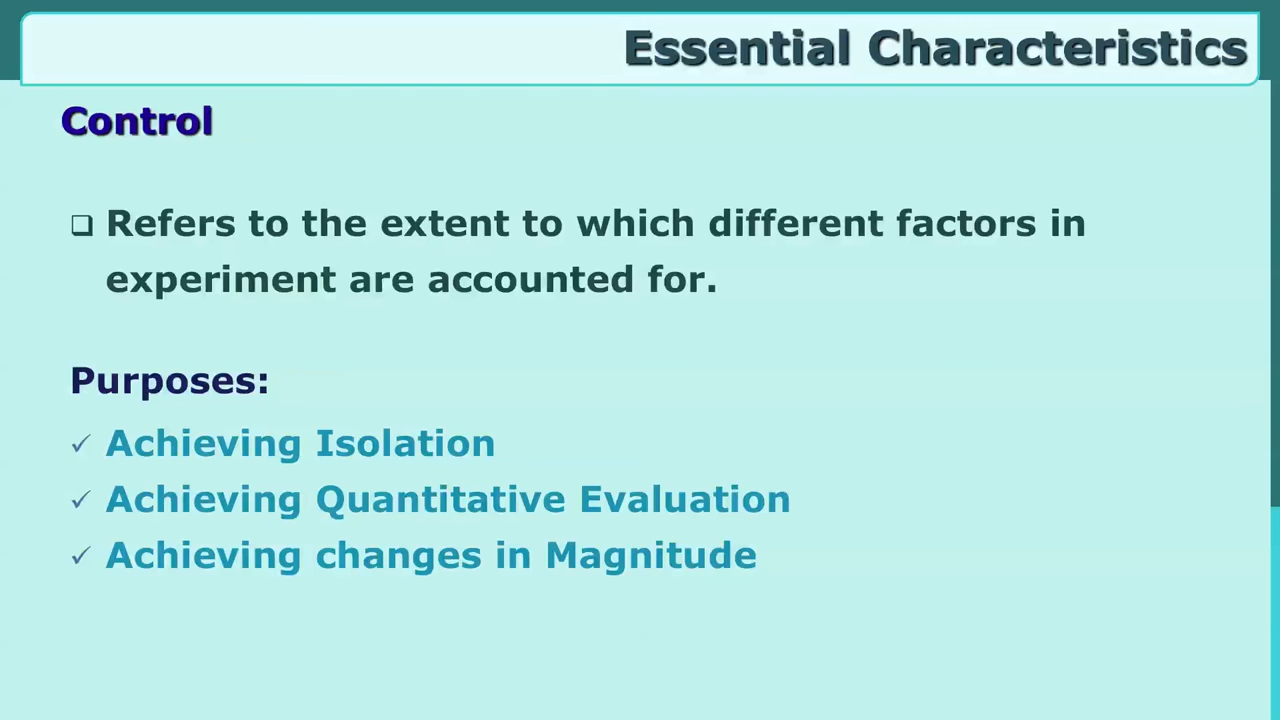 Essential Characteristics
Control
❑ Refers to the extent to which different factors in
experiment are accounted for.
Purposes:
✓ Achieving Isolation
✓ Achieving Quantitative Evaluation
✓ Achieving changes in Magnitude